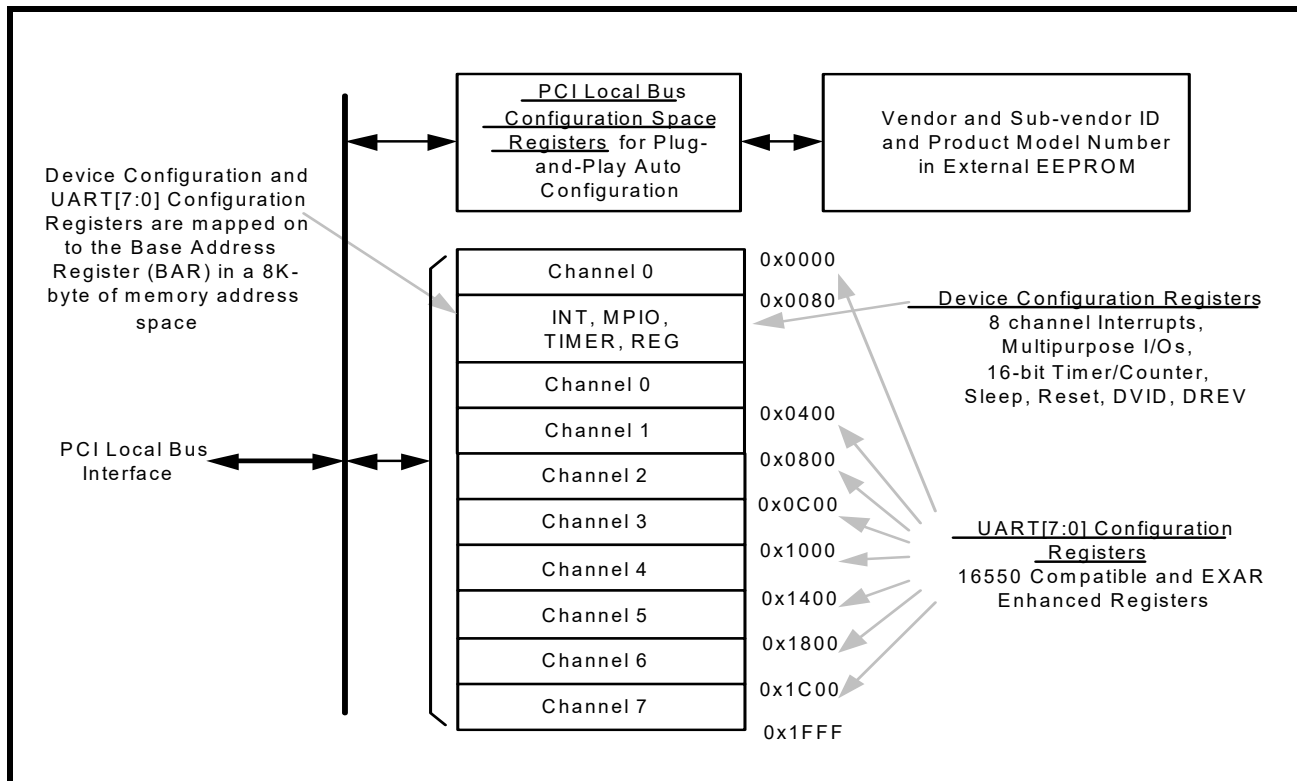 PCI Local Bus
Configuration Space
Registers for Plug-
and-Play Auto
Configuration
Vendor and Sub-vendor ID
and Product Model Number
in External EEPROM
Device Configuration and
UART[7:0] Configuration
Registers are mapped on
to the Base Address
Register (BAR) in a 8K-
byte of memory address
space
PCI Local Bus
Interface
Channel 0
INT, MPIO,
TIMER, REG
Channel 0
Channel 1
Channel 2
Channel 3
Channel 4
Channel 5
Channel 6
Channel 7
0x0000
0x0080
0x0400
0x0800
0x0C00
0x1000
0x1400
0x1800
0x1C00
0x1FFF
Device Configuration Registers
8 channel Interrupts,
Multipurpose I/Os,
16-bit Timer/Counter,
Sleep, Reset, DVID, DREV
UART[7:0] Configuration
Registers
16550 Compatible and EXAR
Enhanced Registers